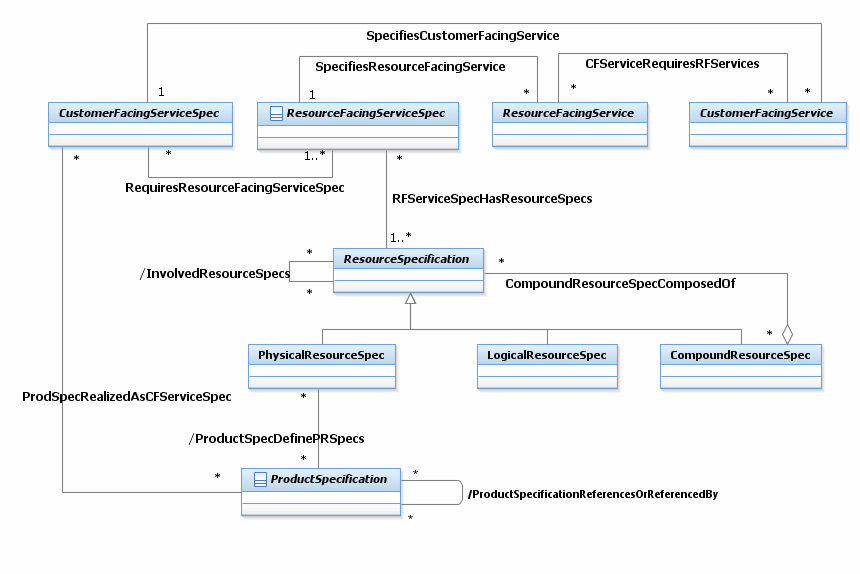 SpecifiesCustomerFacingService
SpecifiesResourceFacingService
CFServiceRequiresRFServices
1
1
*
*
*
*
CustomerFacingServiceSpec
ResourceFacingServiceSpec
ResourceFacingService
CustomerFacingService
*
*
1..*
*
RequiresResourceFacingServiceSpec
RFServiceSpecHasResourceSpecs
1..*
*
ResourceSpecification
*
/InvolvedResourceSpecs
*
CompoundResourceSpecComposedOf
*
PhysicalResourceSpec
LogicalResourceSpec
CompoundResourceSpec
ProdSpecRealizedAsCFServiceSpec
*
/ProductSpecDefinePRSpecs
*
*
ProductSpecification
*
/ProductSpecificationReferencesOrReferencedBy
*